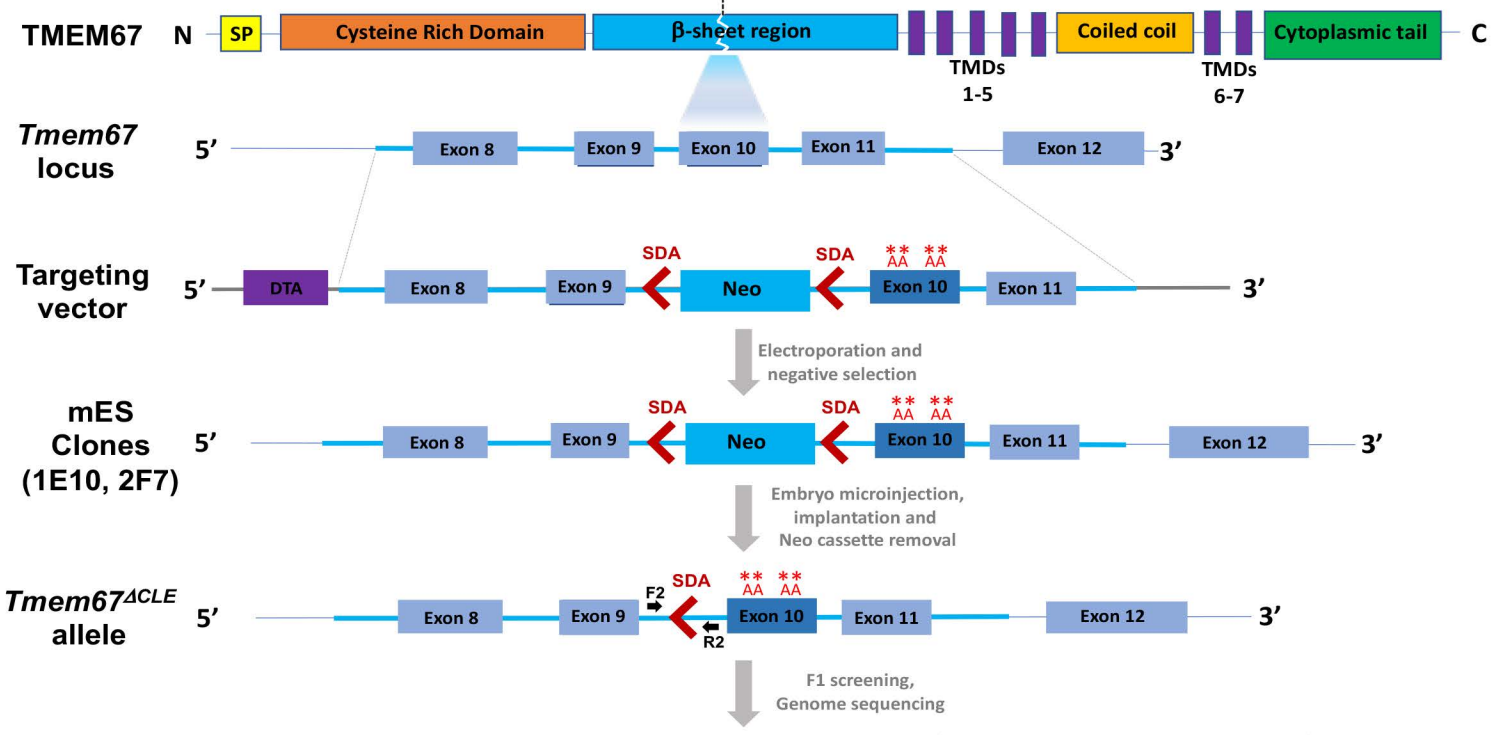 TMEM67 N SP Cysteine Rich Domain β-sheet region Coiled coil Cytoplasmic tail C
TMDs
1-5
TMDs
6-7
Tmem67
locus
5’ Exon 8 Exon 9 Exon 10 Exon 11 Exon 12 3’
SDA SDA ** **
AA AA
Targeting
vector
5’ DTA Exon 8 Exon 9 Neo Exon 10 Exon 11 3’
Electroporation and
negative selection
SDA SDA ** **
AA AA
mES
Clones
(1E10, 2F7)
5’ Exon 8 Exon 9 Neo Exon 10 Exon 11 Exon 12 3’
Embryo microinjection,
implantation and
Neo cassette removal
F2 SDA ** **
AA AA
Tmem67ΔCLE
allele
5’ Exon 8 Exon 9 Exon 10 Exon 11 Exon 12 3’
R2
F1 screening,
Genome sequencing